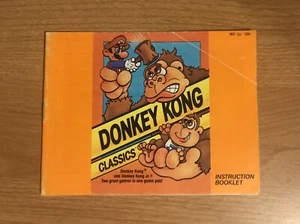 DONKEY KONG
CLASSICS
Donkey Kong®
and Donkey Kong Jr.®
Two great games in one game pak!
INSTRUCTION
BOOKLET